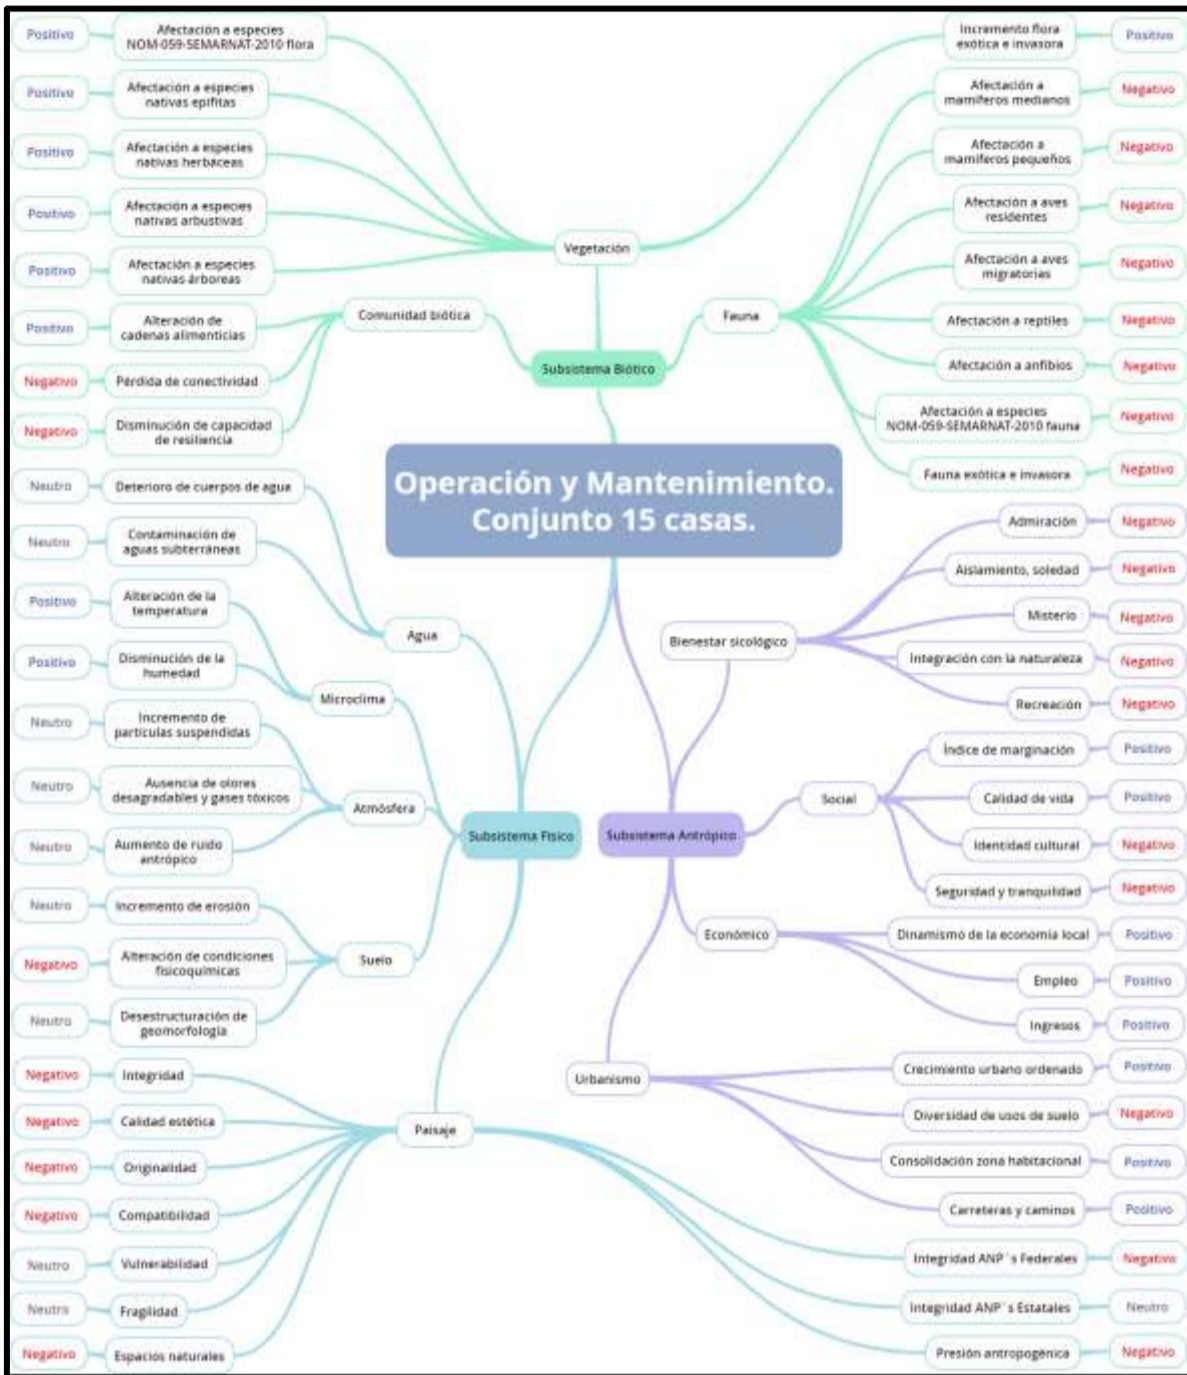 Positivo
Afectación a especies
NOM-059-SEMARNAT-2010 flora
Positivo
Afectación a especies
nativas epífitas
Positivo
Afectación a especies
nativas herbáceas
Positivo
Afectación a especies
nativas arbustivas
Positivo
Afectación a especies
nativas árboreas
Positivo
Alteración de
cadenas alimenticias
Negativo
Pérdida de conectividad
Negativo
Disminución de capacidad
de resiliencia
Comunidad biótica
Vegetación
Subsistema Biótico
Fauna
Incremento flora
exótica e invasora
Positivo
Afectación a
mamíferos medianos
Negativo
Afectación a
mamíferos pequeños
Negativo
Afectación a aves
residentes
Negativo
Afectación a aves
migratorias
Negativo
Afectación a reptiles
Negativo
Afectación a anfibios
Negativo
Afectación a especies
NOM-059-SEMARNAT-2010 fauna
Negativo
Fauna exótica e invasora
Negativo
Operación y Mantenimiento.
Conjunto 15 casas.
Neutro
Deterioro de cuerpos de agua
Neutro
Contaminación de
aguas subterráneas
Agua
Positivo
Alteración de la
temperatura
Positivo
Disminución de la
humedad
Microclima
Neutro
Incremento de
partículas suspendidas
Neutro
Ausencia de olores
desagradables y gases tóxicos
Neutro
Aumento de ruido
antrópico
Atmósfera
Subsistema Físico
Neutro
Incremento de erosión
Negativo
Alteración de condiciones
fisicoquímicas
Neutro
Desestructuración de
geomorfología
Suelo
Negativo
Integridad
Negativo
Calidad estética
Negativo
Originalidad
Negativo
Compatibilidad
Neutro
Vulnerabilidad
Neutro
Fragilidad
Negativo
Espacios naturales
Paisaje
Bienestar sicológico
Admiración
Negativo
Aislamiento, soledad
Negativo
Misterio
Negativo
Integración con la naturaleza
Negativo
Recreación
Negativo
Subsistema Antrópico
Social
Índice de marginación
Positivo
Calidad de vida
Positivo
Identidad cultural
Negativo
Seguridad y tranquilidad
Negativo
Económico
Dinamismo de la economía local
Positivo
Empleo
Positivo
Ingresos
Positivo
Urbanismo
Crecimiento urbano ordenado
Positivo
Diversidad de usos de suelo
Negativo
Consolidación zona habitacional
Positivo
Carreteras y caminos
Positivo
Integridad ANP´s Federales
Negativo
Integridad ANP´s Estatales
Neutro
Presión antropogénica
Negativo